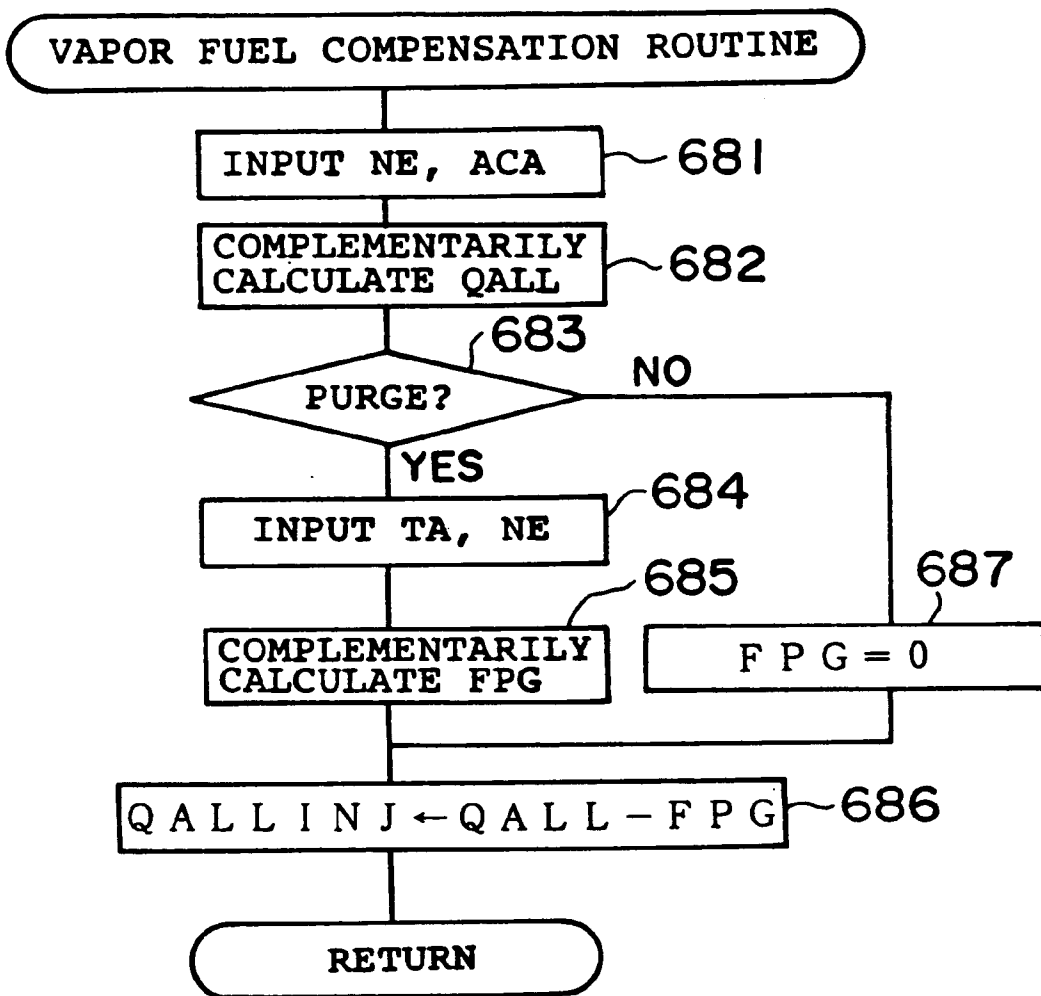 VAPOR FUEL COMPENSATION ROUTINE
INPUT NE, ACA
681
COMPLEMENTARILY
CALCULATE QALL
682
683
PURGE?
NO
YES
684
INPUT TA, NE
685
COMPLEMENTARILY
CALCULATE FPG
687
FPG=0
QALLINJ←QALL-FPG
686
RETURN